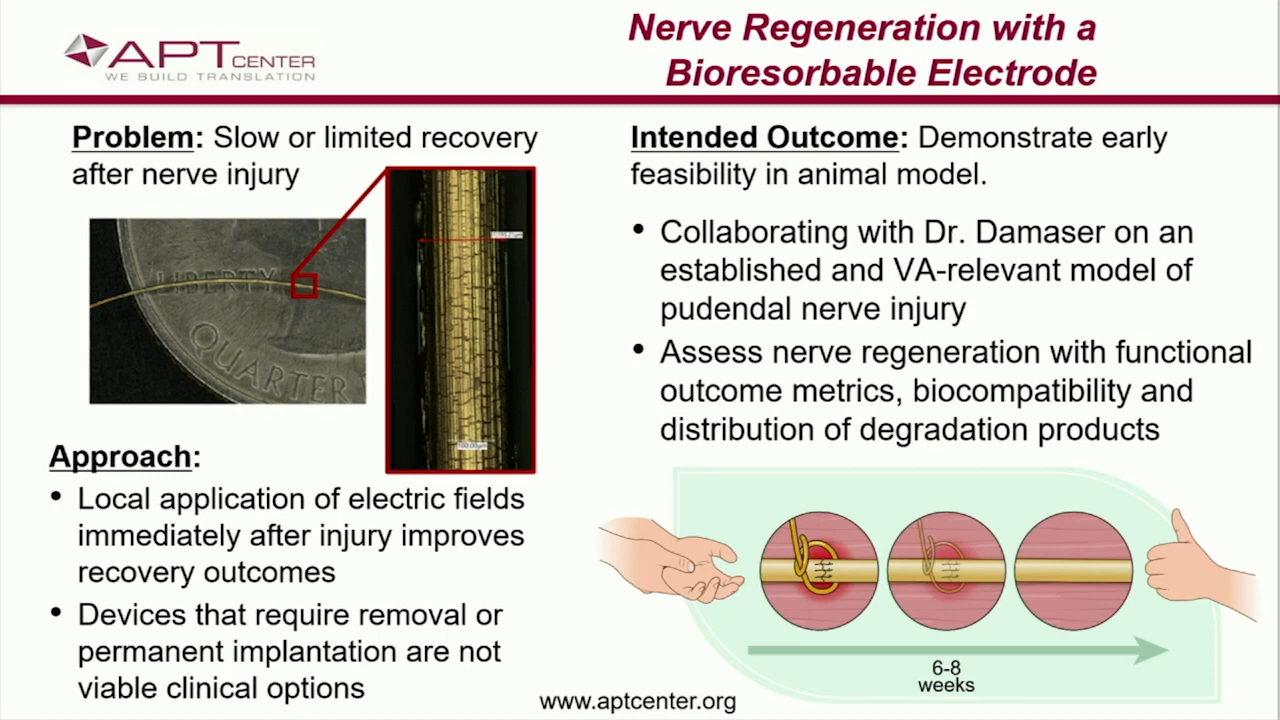 APT CENTER
WE BUILD TRANSLATION
Nerve Regeneration with a
Bioresorbable Electrode
Problem: Slow or limited recovery
after nerve injury
LIBERTY
QUARTER
100.00µm
Approach:
• Local application of electric fields
immediately after injury improves
recovery outcomes
• Devices that require removal or
permanent implantation are not
viable clinical options
Intended Outcome: Demonstrate early
feasibility in animal model.
• Collaborating with Dr. Damaser on an
established and VA-relevant model of
pudendal nerve injury
• Assess nerve regeneration with functional
outcome metrics, biocompatibility and
distribution of degradation products
6-8
weeks
www.aptcenter.org